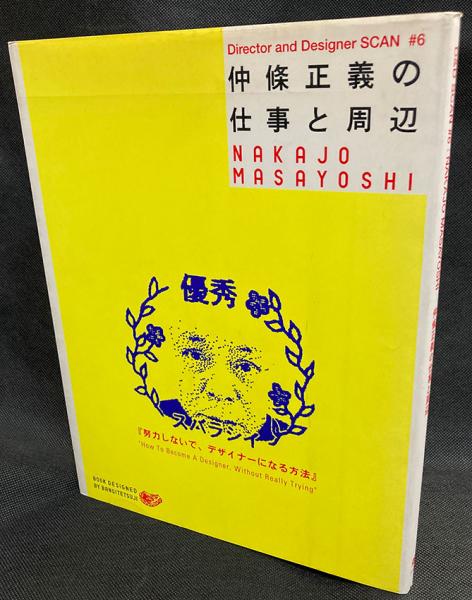 Director and Designer SCAN #6
仲條正義の
仕事と周辺
NAKAJO
MASAYOSHI
優秀
スバラシイ
『努力しないで、デザイナーになる方法』
"How To Become A Designer, Without Really Trying"
BOOK DESIGNED
BY BANGITETSUJI